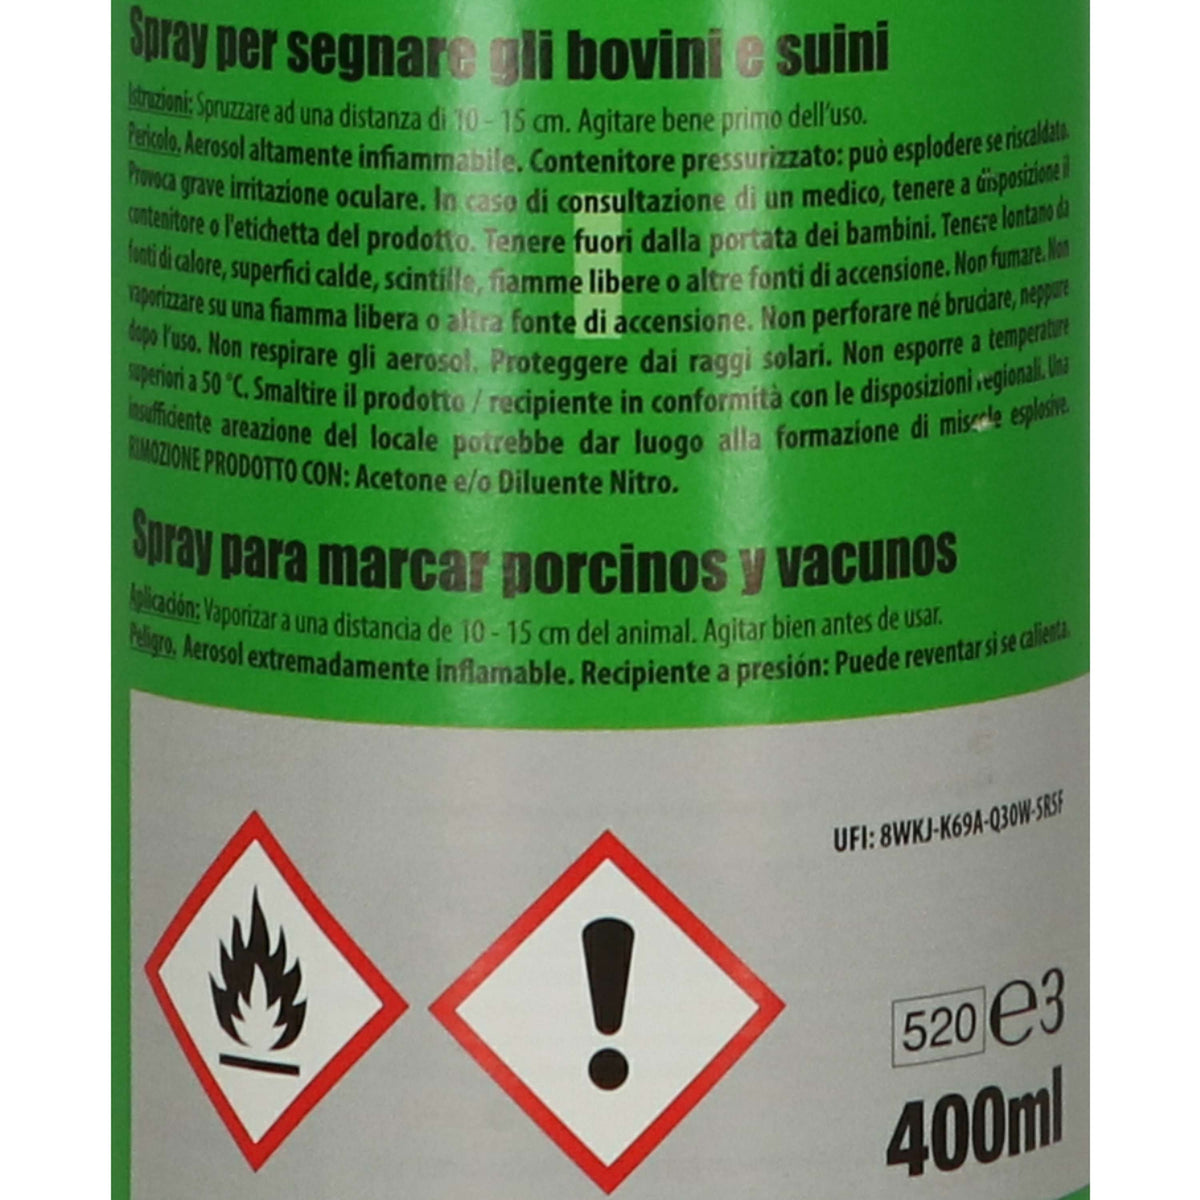 Spray per segnare gli bovini e suini
Istruzioni: Spruzzare ad una distanza di 10 - 15 cm. Agitare bene primo dell'uso.
Pericolo. Aerosol altamente infiammabile. Contenitore pressurizzato: può esplodere se riscaldato.
Provoca grave irritazione oculare. In caso di consultazione di un medico, tenere a disposizione il
contenitore o l'etichetta del prodotto. Tenere fuori dalla portata dei bambini. Tenere lontano da
fonti di calore, superfici calde, scintille, fiamme libere o altre fonti di accensione. Non fumare. Non
vaporizzare su una fiamma libera o altra fonte di accensione. Non perforare né bruciare, neppure
dopo l'uso. Non respirare gli aerosol. Proteggere dai raggi solari. Non esporre a temperature
superiori a 50 °C. Smaltire il prodotto / recipiente in conformità con le disposizioni regionali. Una
insufficiente areazione del locale potrebbe dar luogo alla formazione di miscele esplosive.
RIMOZIONE PRODOTTO CON: Acetone e/o Diluente Nitro.
Spray para marcar porcinos y vacunos
Aplicación: Vaporizar a una distancia de 10 - 15 cm del animal. Agitar bien antes de usar.
Peligro. Aerosol extremadamente inflamable. Recipiente a presión: Puede reventar si se calienta.
UFI: 8WKJ-K69A-Q30W-5R5F
520 e3
400ml